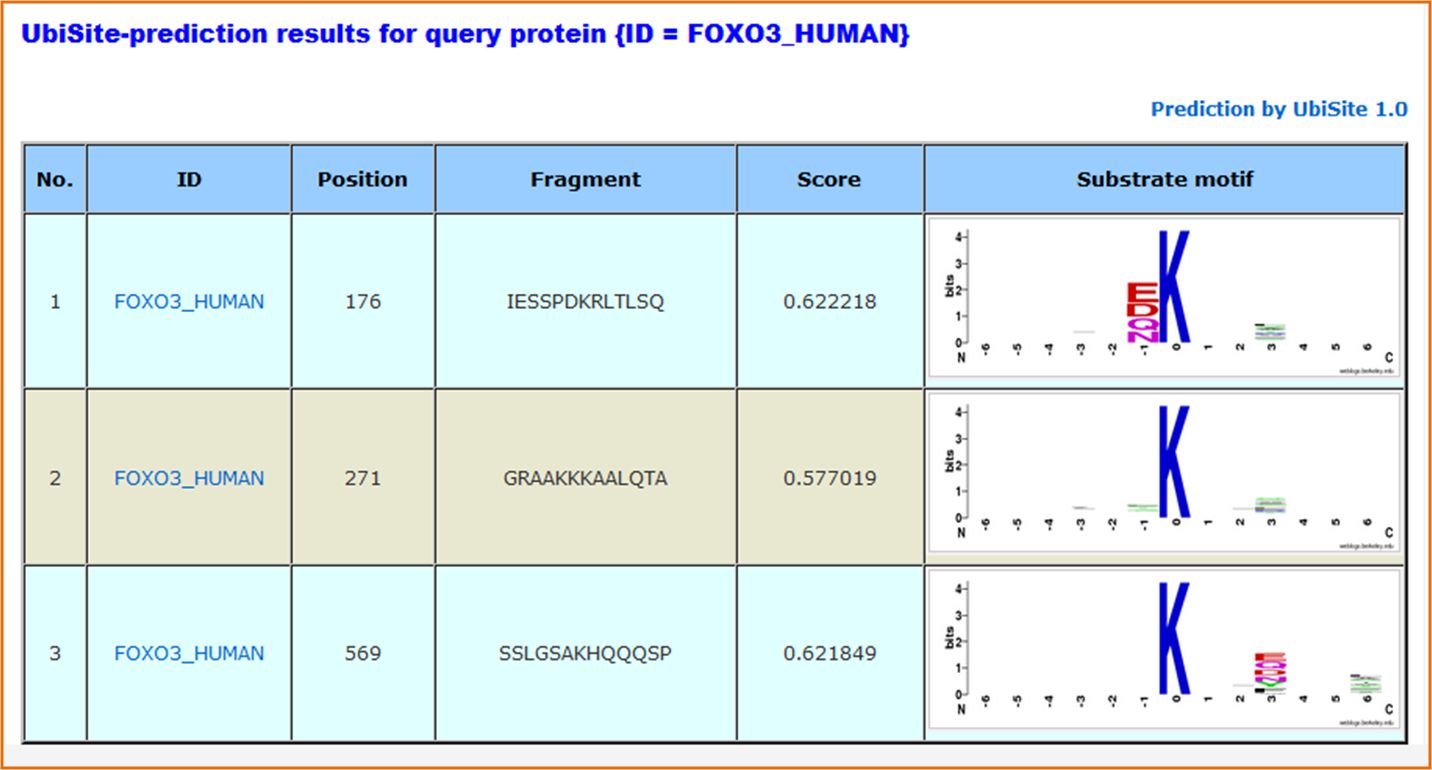 UbiSite-prediction results for query protein {ID = FOXO3_HUMAN}
Prediction by UbiSite 1.0
No. ID Position Fragment Score Substrate motif
1 FOXO3_HUMAN 176 IESSPDKRLTLSQ 0.622218
bits 4 3 2 1 0
E D Q N K
N -6 -5 -4 -3 -2 -1 0 1 2 3 4 5 6 C
weblogo.berkeley.edu
2 FOXO3_HUMAN 271 GRAAKKKAALQTA 0.577019
bits 4 3 2 1 0
K
N -6 -5 -4 -3 -2 -1 0 1 2 3 4 5 6 C
weblogo.berkeley.edu
3 FOXO3_HUMAN 569 SSLGSAKHQQQSP 0.621849
bits 4 3 2 1 0
K
N -6 -5 -4 -3 -2 -1 0 1 2 3 4 5 6 C
weblogo.berkeley.edu